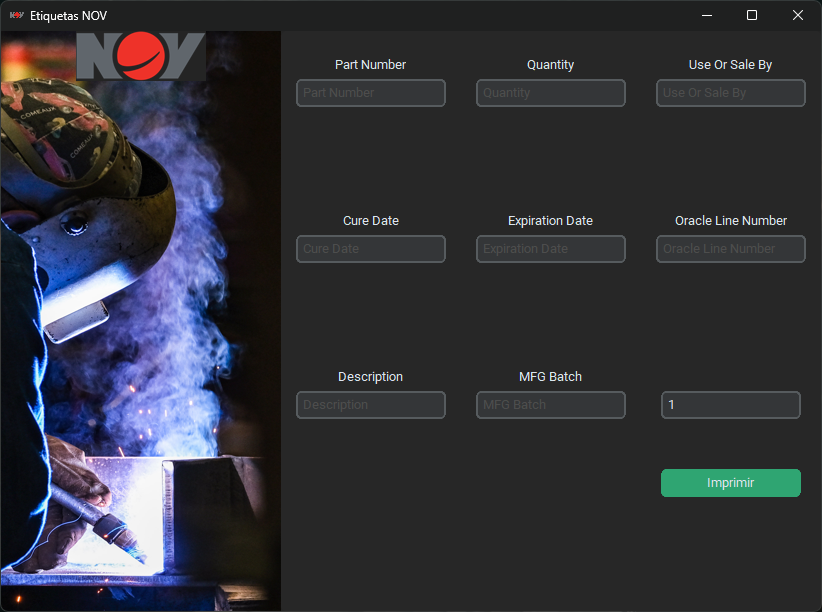 Etiquetas NOV
NOV
COMEAUX
COMEAUX
Part Number
Quantity
Use Or Sale By
Part Number
Quantity
Use Or Sale By
Cure Date
Expiration Date
Oracle Line Number
Cure Date
Expiration Date
Oracle Line Number
Description
MFG Batch
Description
MFG Batch
1
Imprimir